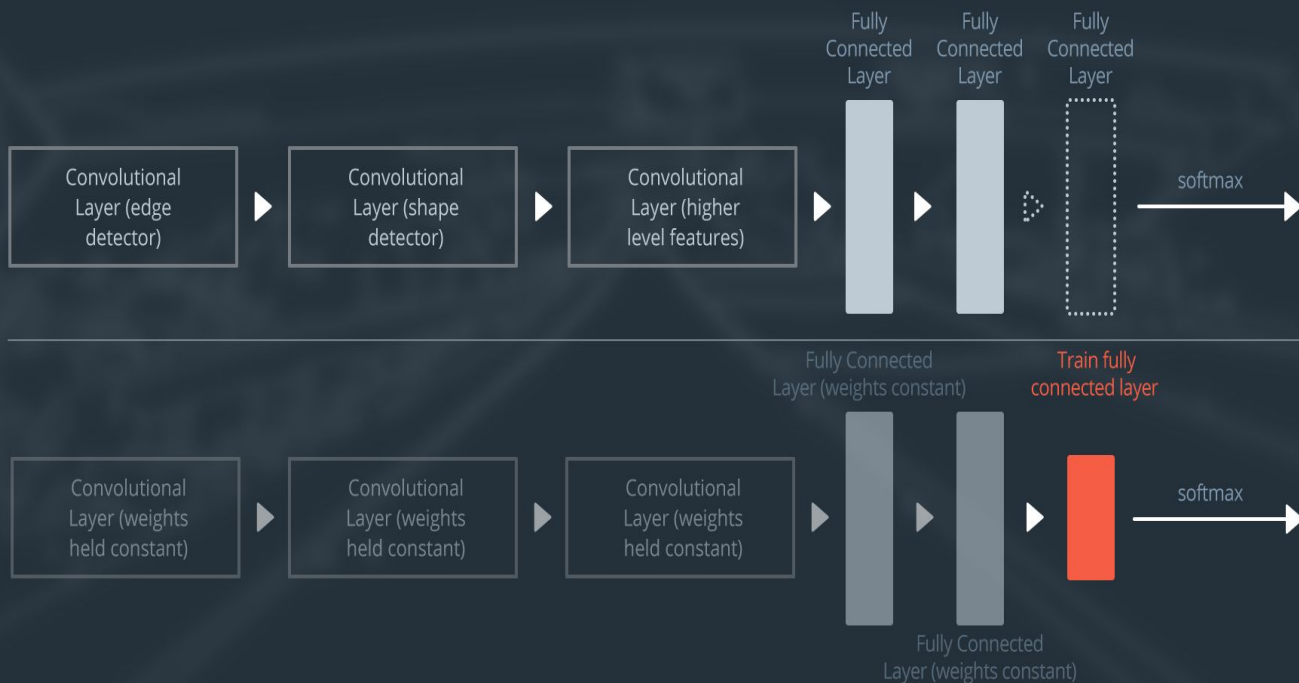 Fully
Connected
Layer
Fully
Connected
Layer
Fully
Connected
Layer
Convolutional
Layer (edge
detector)
Convolutional
Layer (shape
detector)
Convolutional
Layer (higher
level features)
softmax
Fully Connected
Layer (weights constant)
Train fully
connected layer
Convolutional
Layer (weights
held constant)
Convolutional
Layer (weights
held constant)
Convolutional
Layer (weights
held constant)
softmax
Fully Connected
Layer (weights constant)